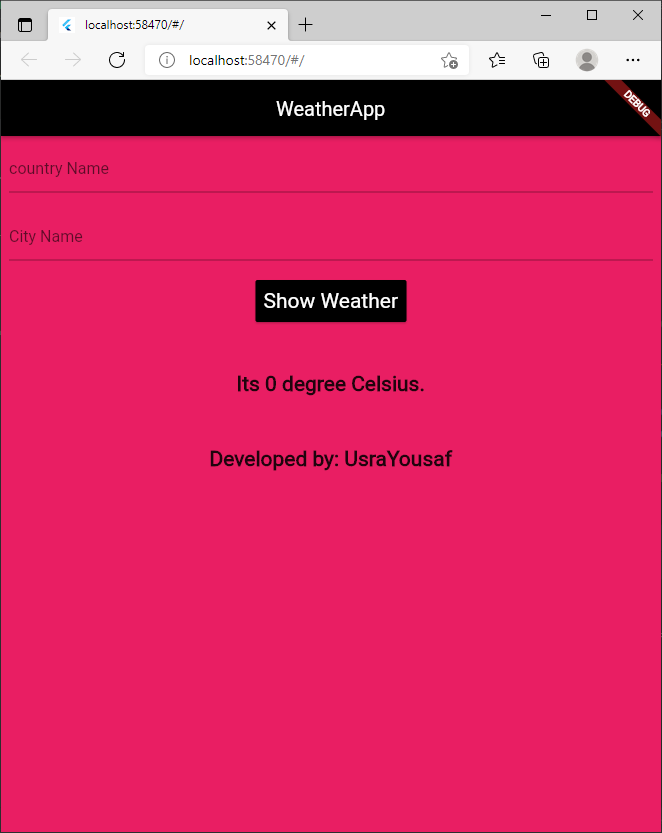 localhost:58470/#/
localhost:58470/#/
WeatherApp
DEBUG
country Name
City Name
Show Weather
Its 0 degree Celsius.
Developed by: UsraYousaf